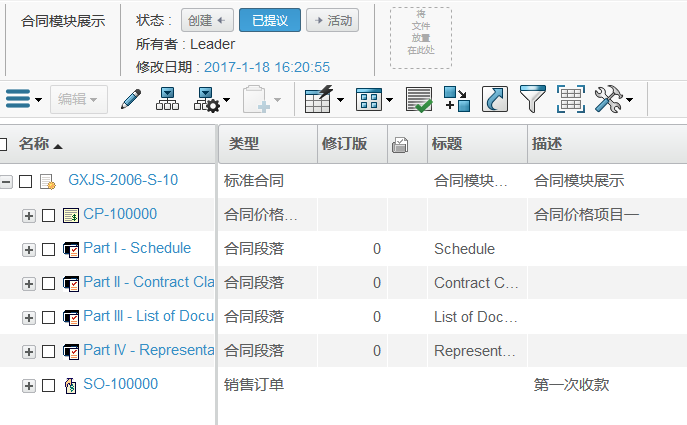 合同模块展示
状态 : 创建 已提议 活动
所有者 : Leader
修改日期 : 2017-1-18 16:20:55
将
文件
放置
在此处
编辑
名称 类型 修订版 标题 描述
GXJS-2006-S-10 标准合同 合同模块... 合同模块展示
CP-100000 合同价格... 合同价格项目一
Part I - Schedule 合同段落 0 Schedule
Part II - Contract Cla 合同段落 0 Contract C...
Part III - List of Docu 合同段落 0 List of Doc...
Part IV - Representa 合同段落 0 Represent...
SO-100000 销售订单 第一次收款